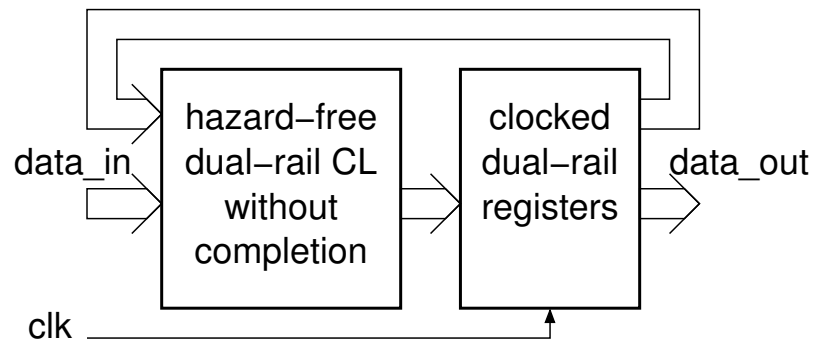 hazard–free
dual–rail CL
without
completion
clocked
dual–rail
registers
data_in
data_out
clk